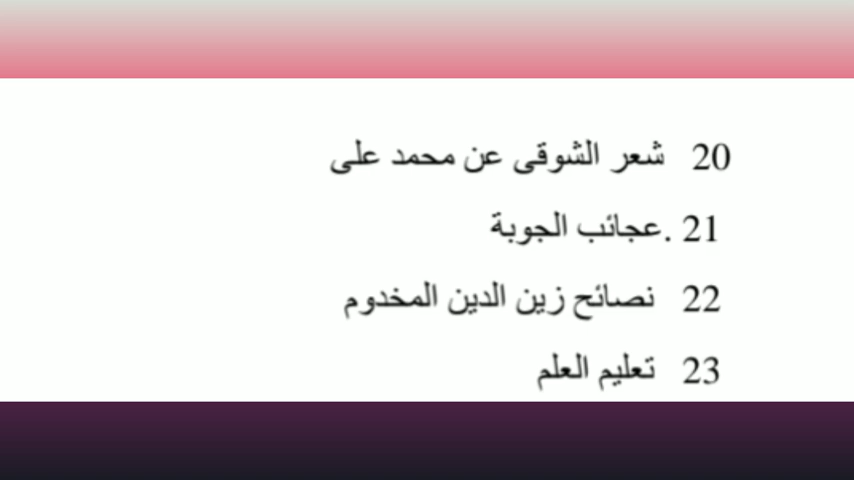 20 شعر الشوقى عن محمد على
21 .عجائب الجوبة
22 نصائح زين الدين المخدوم
23 تعليم العلم